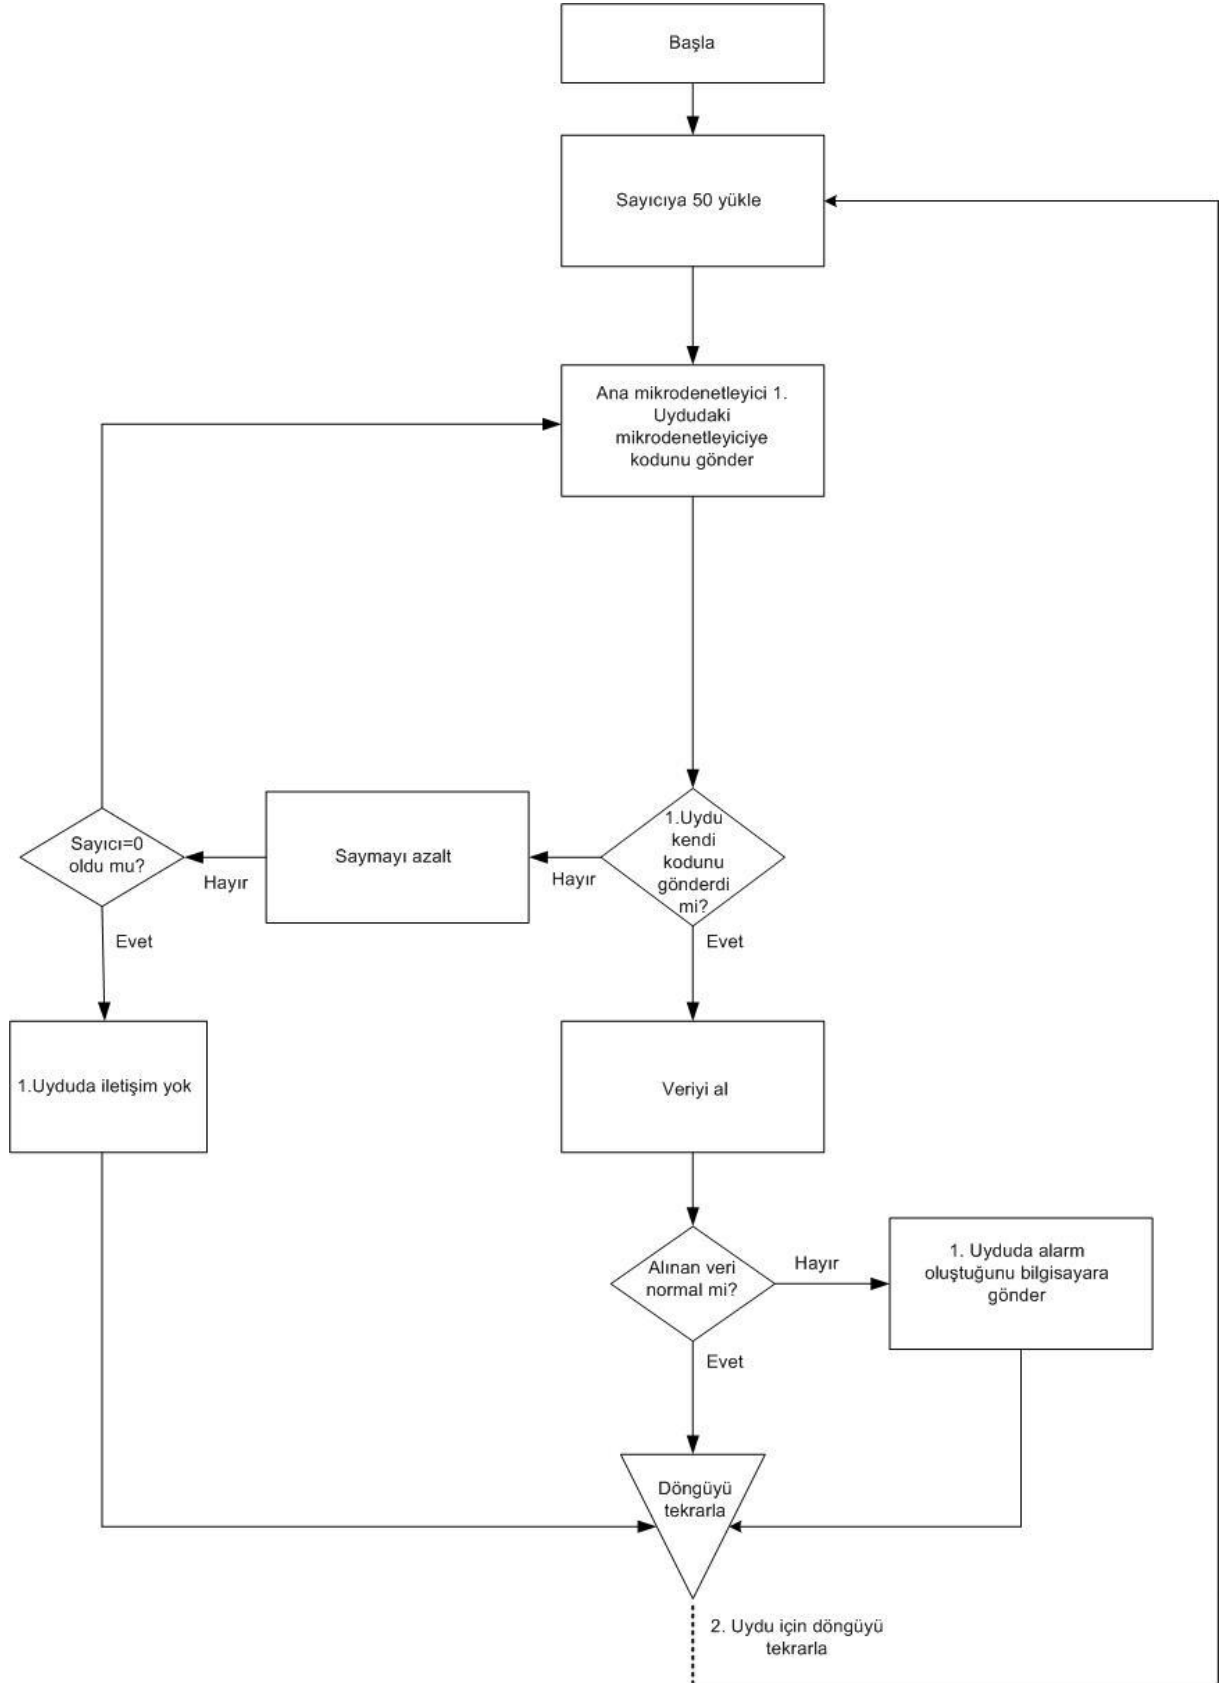 Başla
Sayıcıya 50 yükle
Ana mikrodenetleyici 1.
Uydudaki
mikrodenetleyiciye
kodunu gönder
1.Uydu
kendi
kodunu
gönderdi
mi?
Hayır
Saymayı azalt
Hayır
Sayıcı=0
oldu mu?
Evet
Evet
1.Uyduda iletişim yok
Veriyi al
Alınan veri
normal mi?
Hayır
1. Uyduda alarm
oluştuğunu bilgisayara
gönder
Evet
Döngüyü
tekrarla
2. Uydu için döngüyü
tekrarla